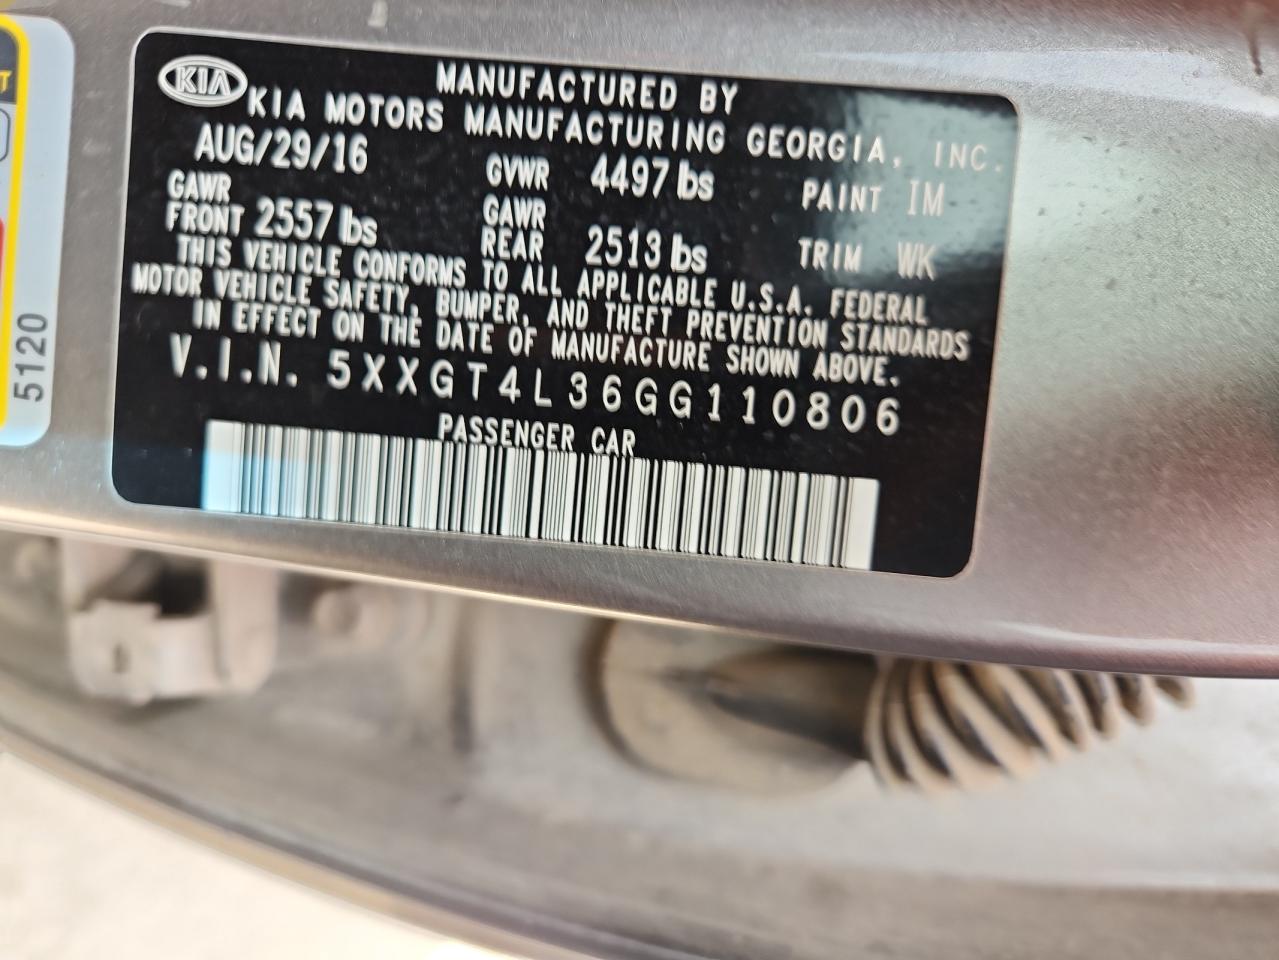 KIA
MANUFACTURED BY
KIA MOTORS MANUFACTURING GEORGIA, INC.
AUG/29/16 GVWR 4497 lbs PAINT IM
GAWR FRONT 2557 lbs GAWR REAR 2513 lbs TRIM WK
THIS VEHICLE CONFORMS TO ALL APPLICABLE U.S.A. FEDERAL
MOTOR VEHICLE SAFETY, BUMPER, AND THEFT PREVENTION STANDARDS
IN EFFECT ON THE DATE OF MANUFACTURE SHOWN ABOVE.
V.I.N. 5XXGT4L36GG110806
PASSENGER CAR
5120